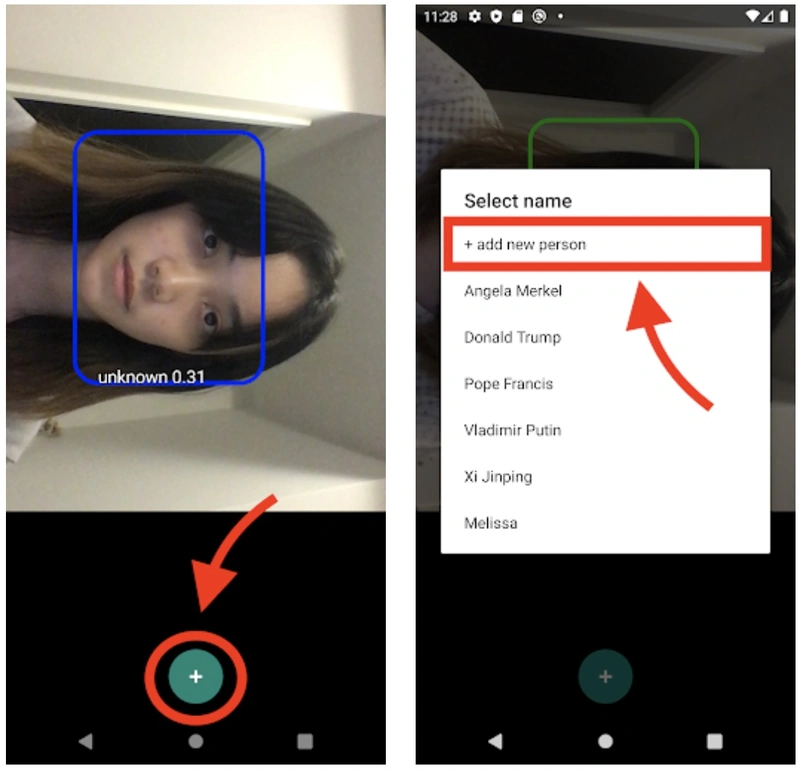 unknown 0.31
+
11:28
Select name
+ add new person
Angela Merkel
Donald Trump
Pope Francis
Vladimir Putin
Xi Jinping
Melissa
+